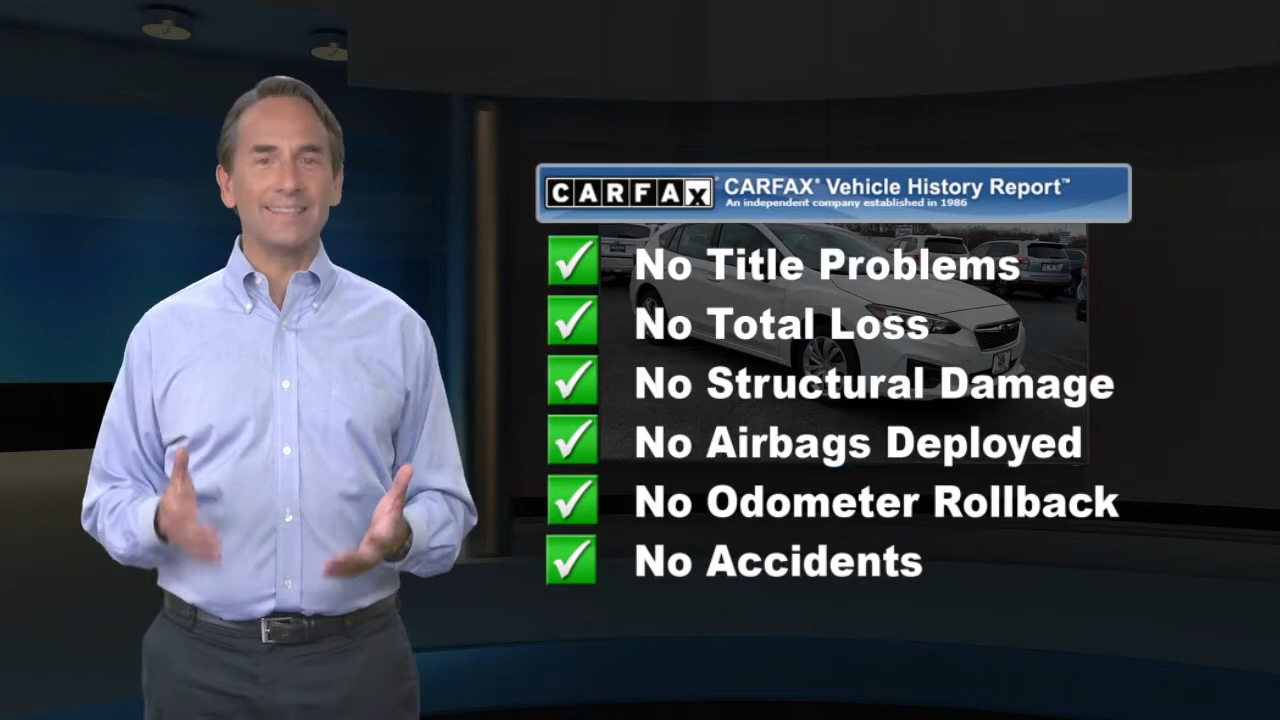 CARFAX
CARFAX® Vehicle History Report™
An independent company established in 1986
No Title Problems
No Total Loss
No Structural Damage
No Airbags Deployed
No Odometer Rollback
No Accidents